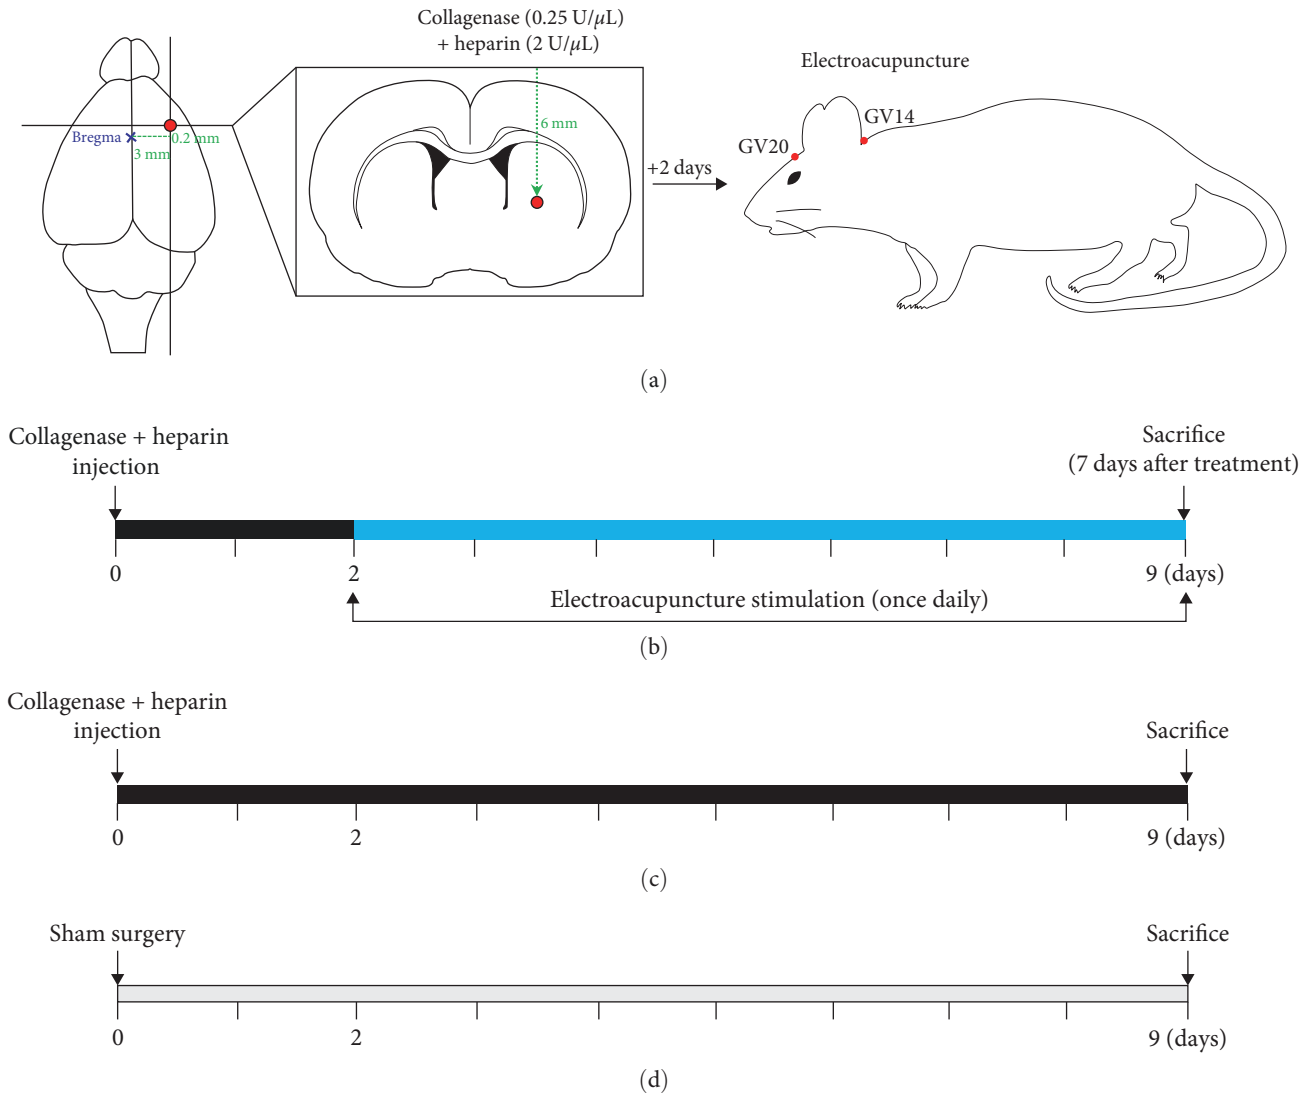 Collagenase (0.25 U/μL)
+ heparin (2 U/μL)
Electroacupuncture
Bregma
0.2 mm
3 mm
6 mm
+2 days
GV20
GV14
(a)
Collagenase + heparin
injection
Sacrifice
(7 days after treatment)
0
2
9 (days)
Electroacupuncture stimulation (once daily)
(b)
Collagenase + heparin
injection
Sacrifice
0
2
9 (days)
(c)
Sham surgery
Sacrifice
0
2
9 (days)
(d)